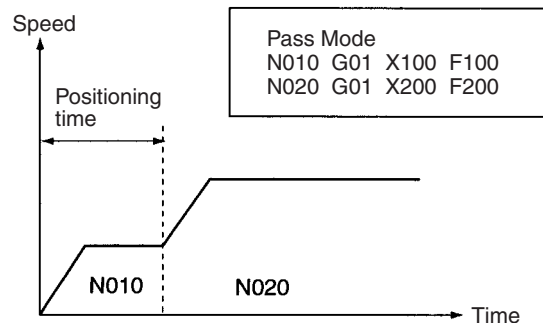 Speed
Pass Mode
N010 G01 X100 F100
N020 G01 X200 F200
Positioning
time
N010
N020
Time